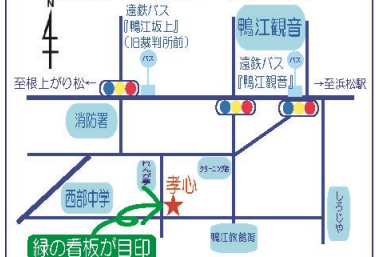 N
遠鉄バス
『鴨江坂上』
(旧裁判所前)
バス
鴨江観音
遠鉄バス
『鴨江観音』
バス
至根上がり松←
→至浜松駅
消防署
れんが亭
クリーニング店
孝心
西部中学
しろじや
鴨江旅館街
緑の看板が目印